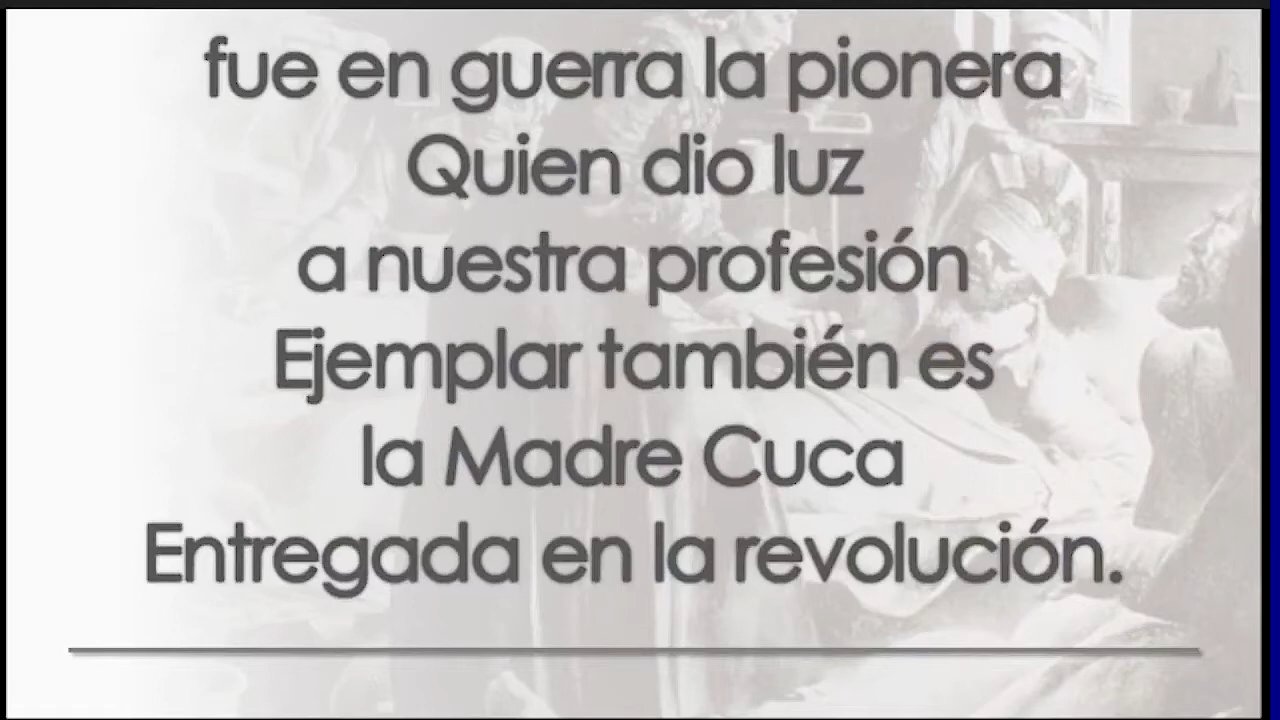 fue en guerra la pionera
Quien dio luz
a nuestra profesión
Ejemplar también es
la Madre Cuca
Entregada en la revolución.